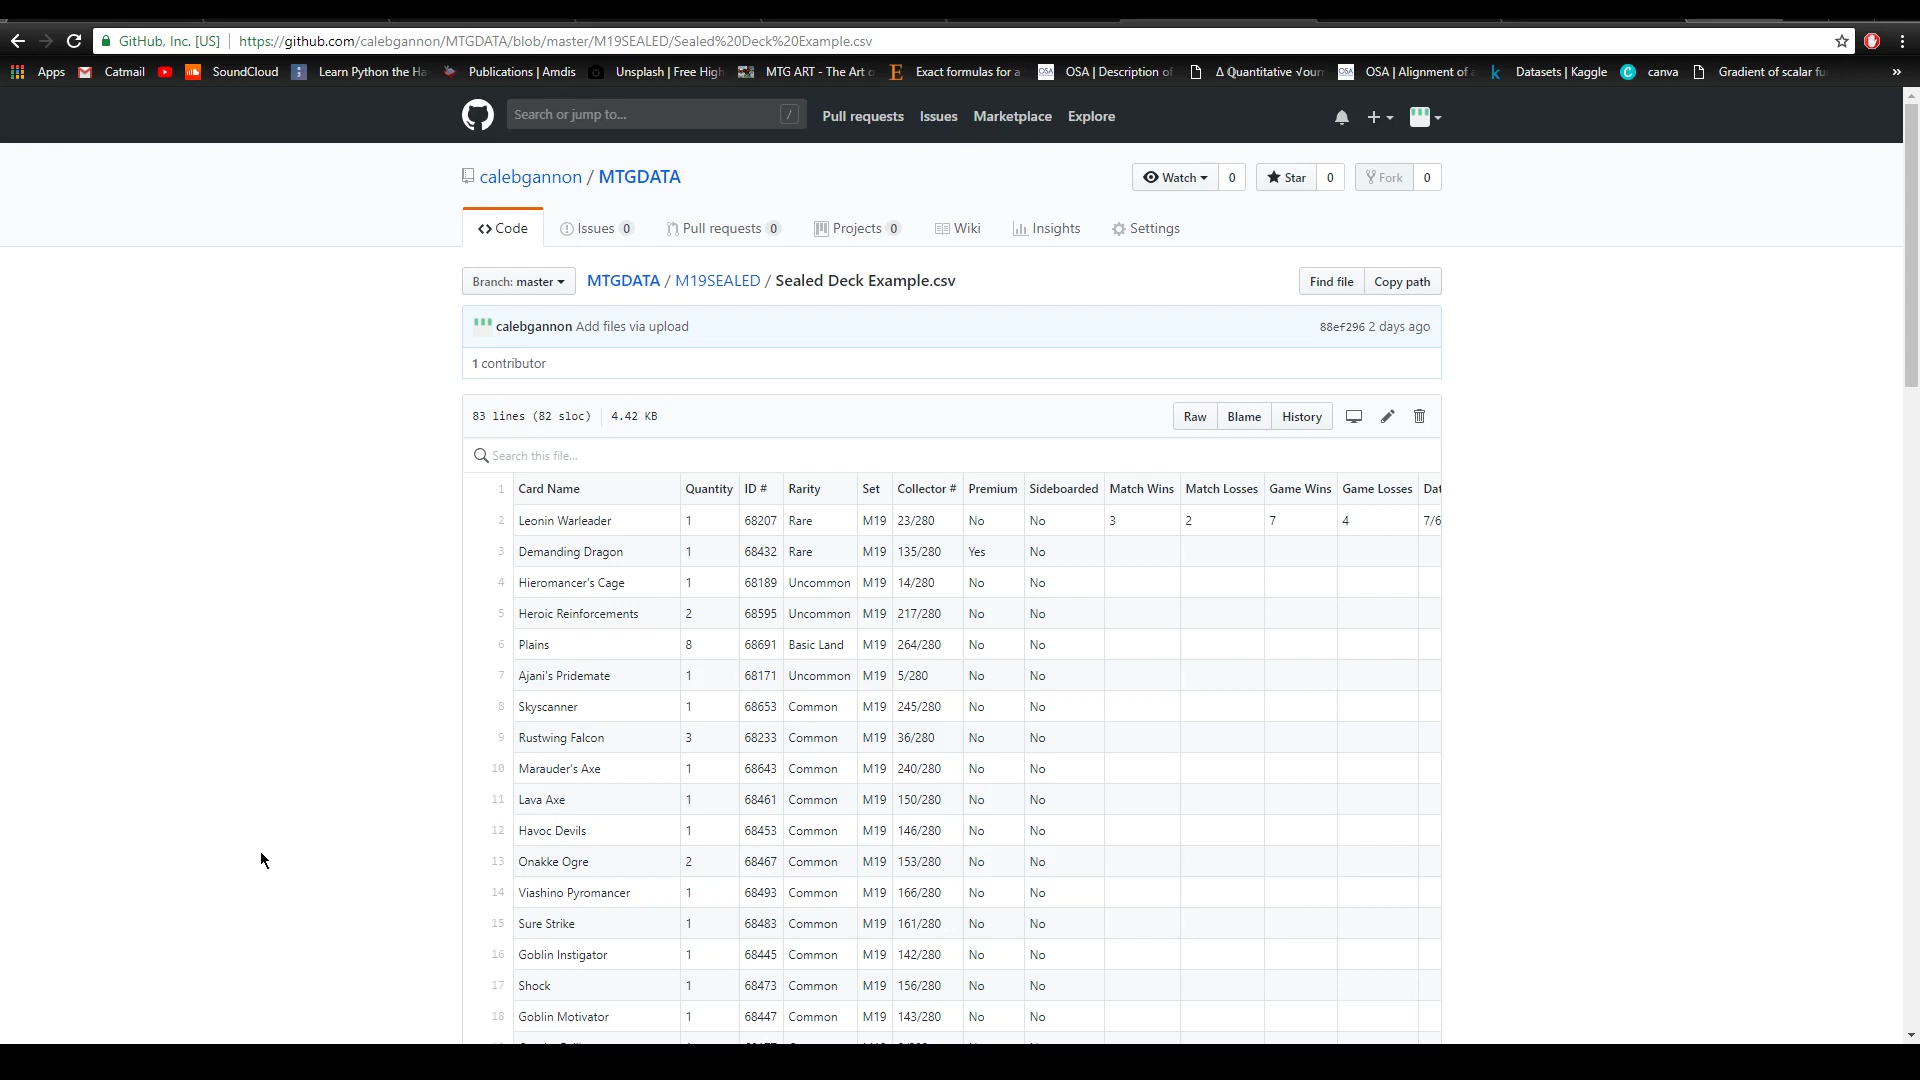 GitHub, Inc. [US] https://github.com/calebgannon/MTGDATA/blob/master/M19SEALED/Sealed%20Deck%20Example.csv
Apps Catmail SoundCloud Learn Python the Ha Publications | Amdis Unsplash | Free High MTG ART - The Art o Exact formulas for a OSA | Description of Δ Quantitative √ourn OSA | Alignment of a Datasets | Kaggle canva Gradient of scalar fu »
Search or jump to... / Pull requests Issues Marketplace Explore
calebgannon / MTGDATA Watch 0 Star 0 Fork 0
Code Issues 0 Pull requests 0 Projects 0 Wiki Insights Settings
Branch: master MTGDATA / M19SEALED / Sealed Deck Example.csv Find file Copy path
calebgannon Add files via upload 88ef296 2 days ago
1 contributor
83 lines (82 sloc) 4.42 KB Raw Blame History
Search this file...
1 Card Name Quantity ID # Rarity Set Collector # Premium Sideboarded Match Wins Match Losses Game Wins Game Losses Dat
2 Leonin Warleader 1 68207 Rare M19 23/280 No No 3 2 7 4 7/6
3 Demanding Dragon 1 68432 Rare M19 135/280 Yes No
4 Hieromancer's Cage 1 68189 Uncommon M19 14/280 No No
5 Heroic Reinforcements 2 68595 Uncommon M19 217/280 No No
6 Plains 8 68691 Basic Land M19 264/280 No No
7 Ajani's Pridemate 1 68171 Uncommon M19 5/280 No No
8 Skyscanner 1 68653 Common M19 245/280 No No
9 Rustwing Falcon 3 68233 Common M19 36/280 No No
10 Marauder's Axe 1 68643 Common M19 240/280 No No
11 Lava Axe 1 68461 Common M19 150/280 No No
12 Havoc Devils 1 68453 Common M19 146/280 No No
13 Onakke Ogre 2 68467 Common M19 153/280 No No
14 Viashino Pyromancer 1 68493 Common M19 166/280 No No
15 Sure Strike 1 68483 Common M19 161/280 No No
16 Goblin Instigator 1 68445 Common M19 142/280 No No
17 Shock 1 68473 Common M19 156/280 No No
18 Goblin Motivator 1 68447 Common M19 143/280 No No